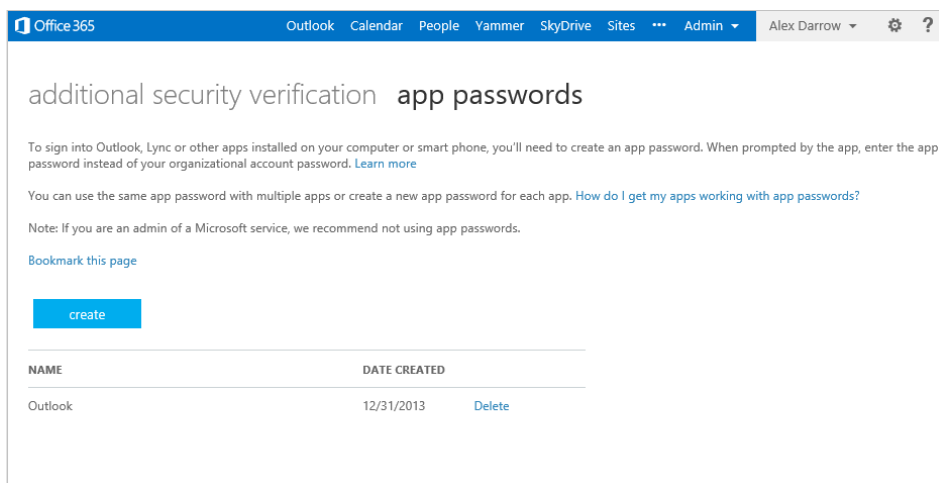 Office 365 Outlook Calendar People Yammer SkyDrive Sites ••• Admin Alex Darrow ?
additional security verification app passwords
To sign into Outlook, Lync or other apps installed on your computer or smart phone, you'll need to create an app password. When prompted by the app, enter the app
password instead of your organizational account password. Learn more
You can use the same app password with multiple apps or create a new app password for each app. How do I get my apps working with app passwords?
Note: If you are an admin of a Microsoft service, we recommend not using app passwords.
Bookmark this page
create
NAME DATE CREATED
Outlook 12/31/2013 Delete